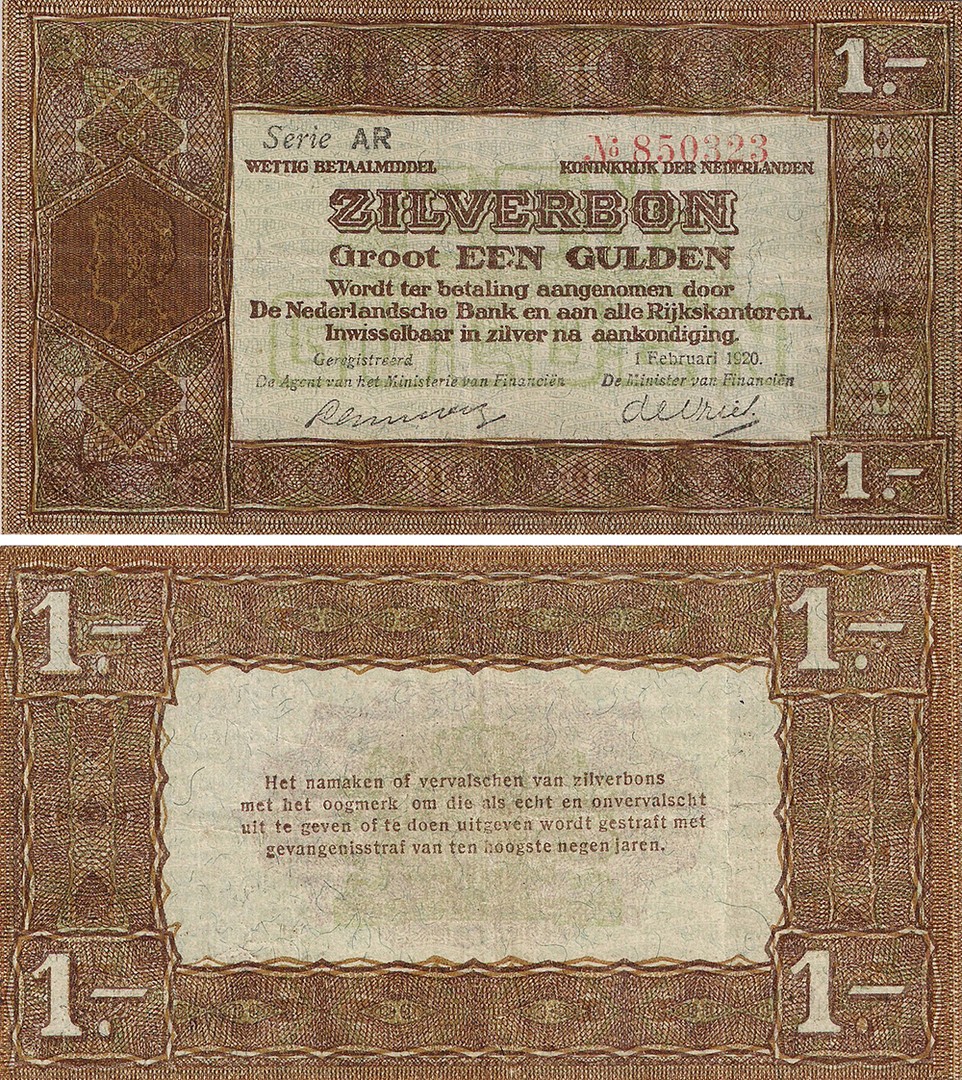 1.-
Serie AR
№ 850323
WETTIG BETAALMIDDEL
KONINKRIJK DER NEDERLANDEN
ZILVERBON
Groot EEN GULDEN
Wordt ter betaling aangenomen door
De Nederlandsche Bank en aan alle Rijkskantoren.
Inwisselbaar in zilver na aankondiging.
Geregistreerd
1 Februari 1920.
De Agent van het Ministerie van Financiën
De Minister van Financiën
de Vries.
1.-
1.-
1.-
Het namaken of vervalschen van zilverbons
met het oogmerk om die als echt en onvervalscht
uit te geven of te doen uitgeven wordt gestraft met
gevangenisstraf van ten hoogste negen jaren.
1.-
1.-